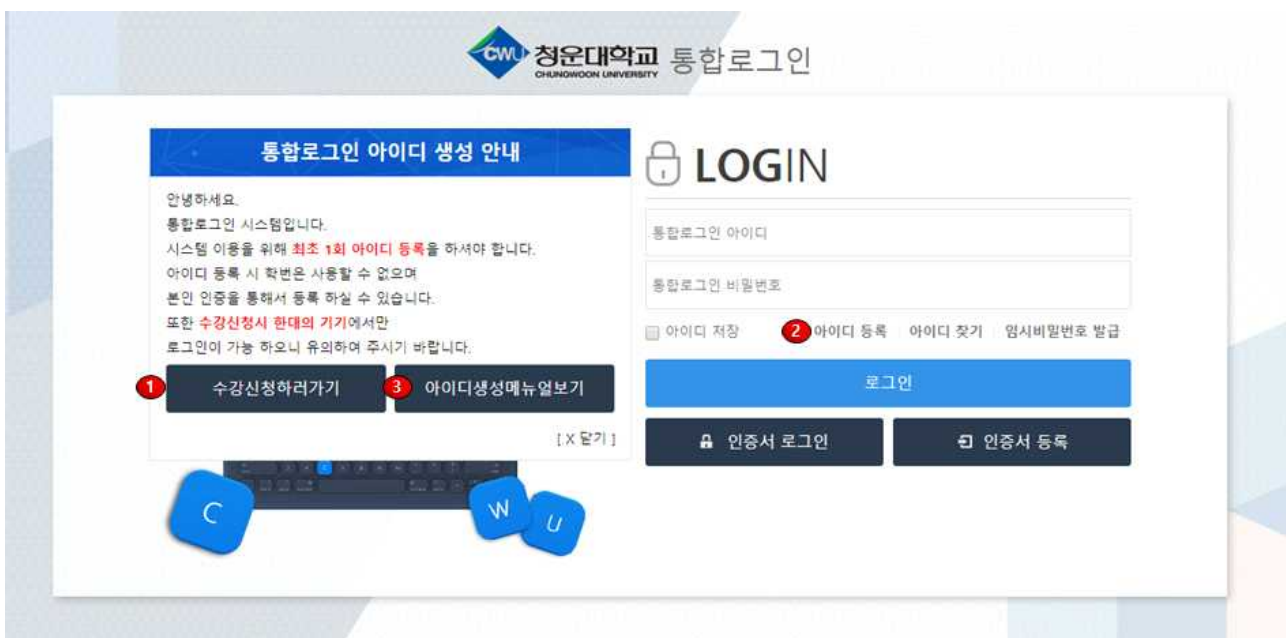 CWU 청운대학교 통합로그인
CHUNGWOON UNIVERSITY
통합로그인 아이디 생성 안내
안녕하세요.
통합로그인 시스템입니다.
시스템 이용을 위해 최초 1회 아이디 등록을 하셔야 합니다.
아이디 등록 시 학번은 사용할 수 없으며
본인 인증을 통해서 등록 하실 수 있습니다.
또한 수강신청시 한대의 기기에서만
로그인이 가능 하오니 유의하여 주시기 바랍니다.
1 수강신청하러가기
3 아이디생성메뉴얼보기
[ X 닫기 ]
C
W
U
LOGIN
통합로그인 아이디
통합로그인 비밀번호
아이디 저장
2 아이디 등록 아이디 찾기 임시비밀번호 발급
로그인
인증서 로그인
인증서 등록